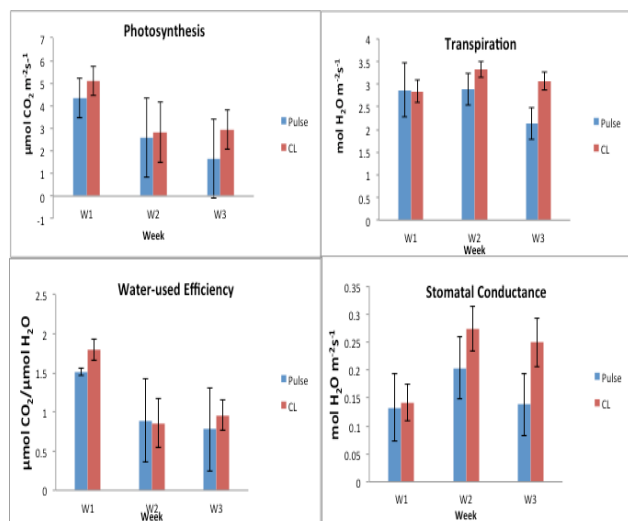 Photosynthesis
µmol CO₂ m⁻²s-¹
7
6
5
4
3
2
1
0
-1
W1 W2 W3
Week
Pulse
CL
Transpiration
mol H₂O m⁻²s-¹
4
3.5
3
2.5
2
1.5
1
0.5
0
W1 W2 W3
Week
Pulse
CL
Water-used Efficiency
µmol CO₂/µmol H₂O
2.5
2
1.5
1
0.5
0
W1 W2 W3
Week
Pulse
CL
Stomatal Conductance
mol H₂O m⁻²s⁻¹
0.35
0.3
0.25
0.2
0.15
0.1
0.05
0
W1 W2 W3
Week
Pulse
CL